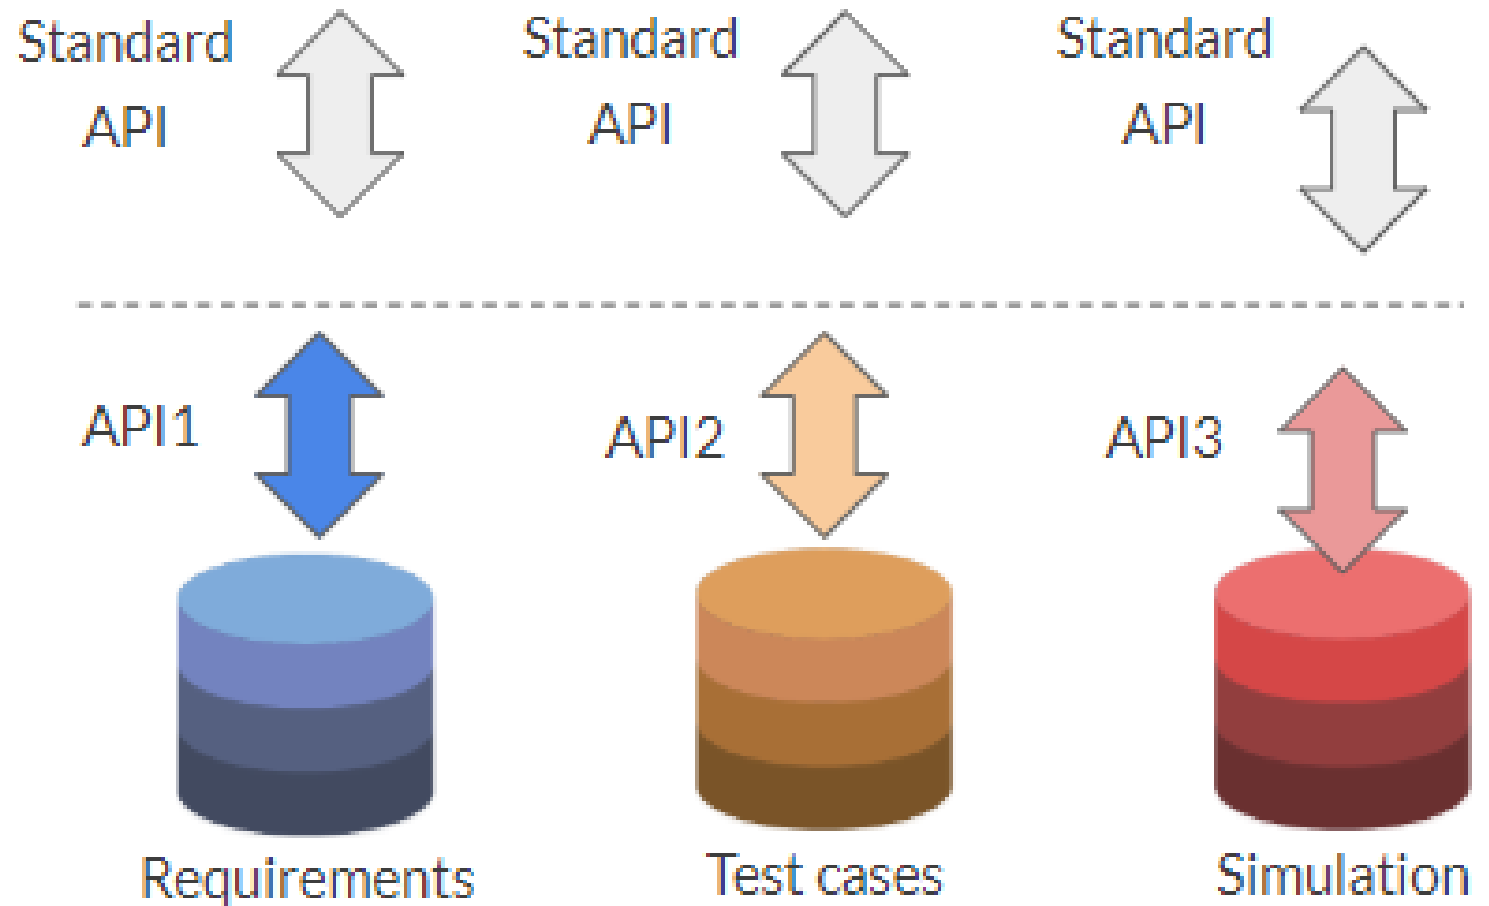 Standard
API
Standard
API
Standard
API
API1
API2
API3
Requirements
Test cases
Simulation